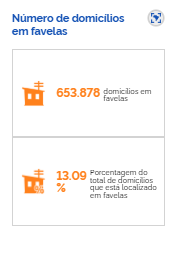 Número de domicílios
em favelas
653.878 domicílios em
favelas
13.09
%
Porcentagem do
total de domicílios
que está localizado
em favelas